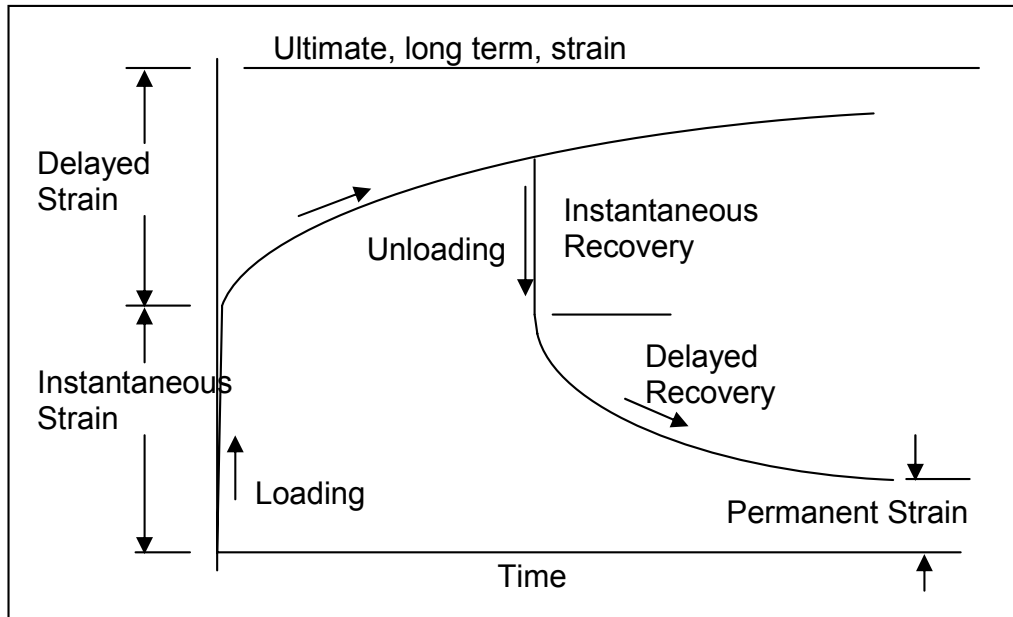 Ultimate, long term, strain
Delayed
Strain
Unloading
Instantaneous
Recovery
Delayed
Recovery
Instantaneous
Strain
Loading
Permanent Strain
Time